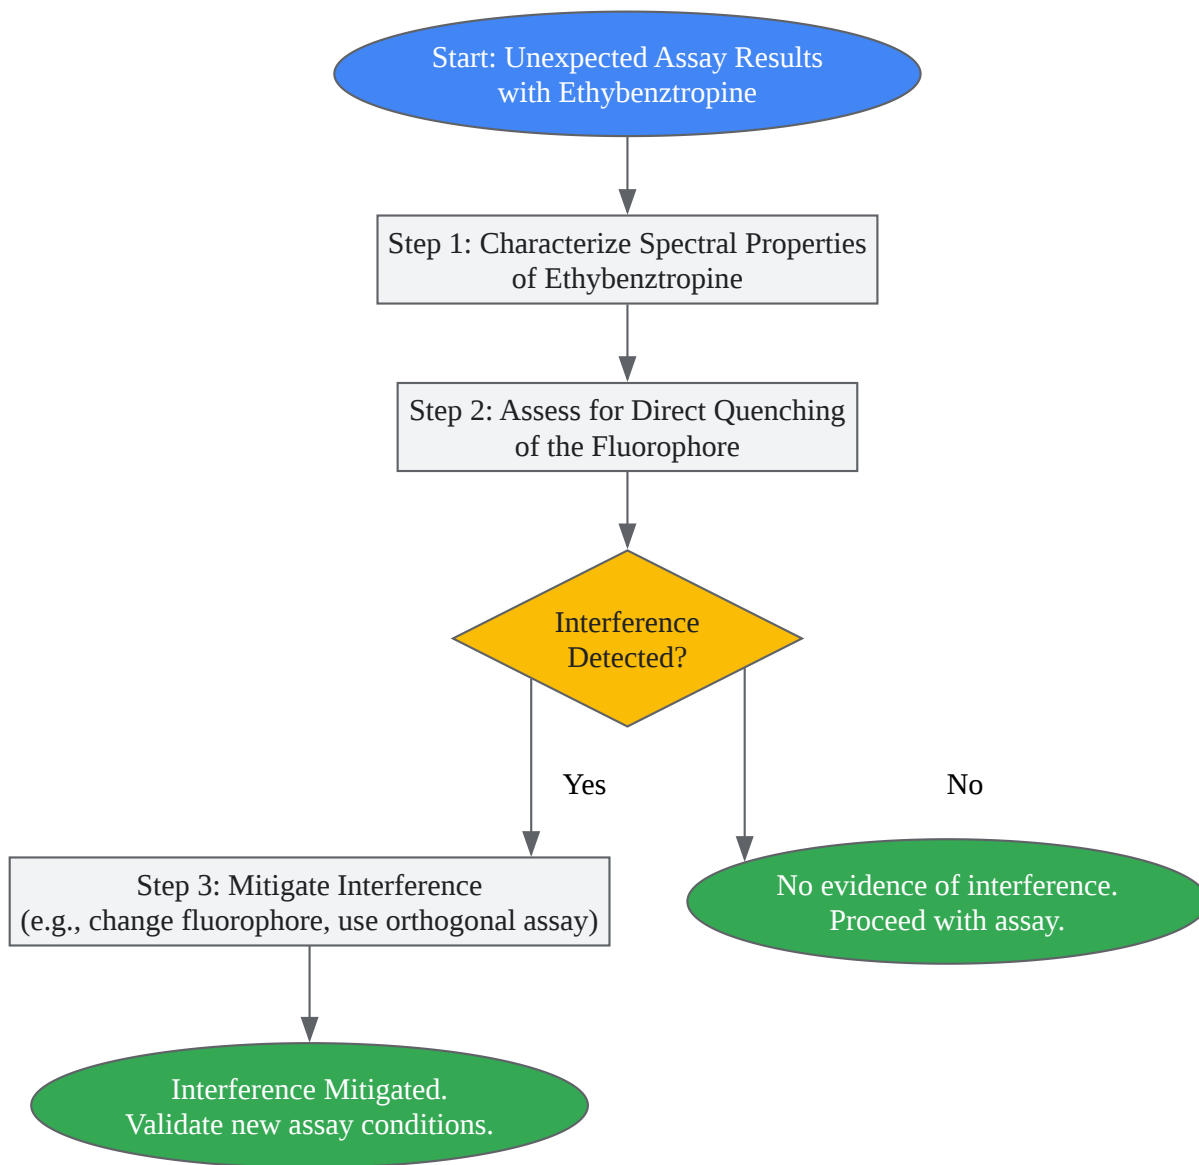 Start: Unexpected Assay Results
with Ethybenztropine
Step 1: Characterize Spectral Properties
of Ethybenztropine
Step 2: Assess for Direct Quenching
of the Fluorophore
Interference
Detected?
Yes
No
Step 3: Mitigate Interference
(e.g., change fluorophore, use orthogonal assay)
No evidence of interference.
Proceed with assay.
Interference Mitigated.
Validate new assay conditions.